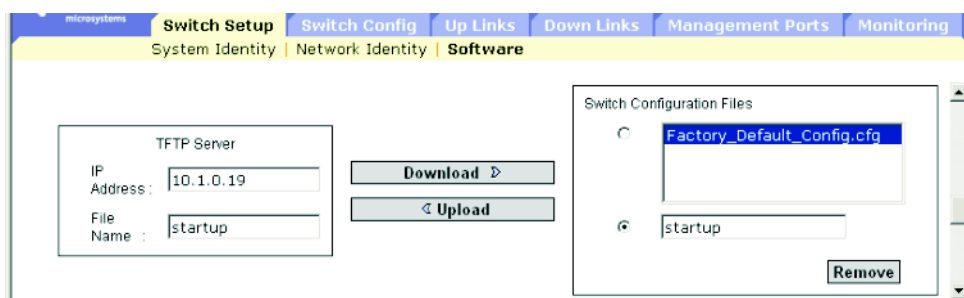 microsystems
Switch Setup Switch Config Up Links Down Links Management Ports Monitoring
System Identity | Network Identity | Software
TFTP Server
IP Address : 10.1.0.19
File Name : startup
Download
Upload
Switch Configuration Files
Factory_Default_Config.cfg
startup
Remove